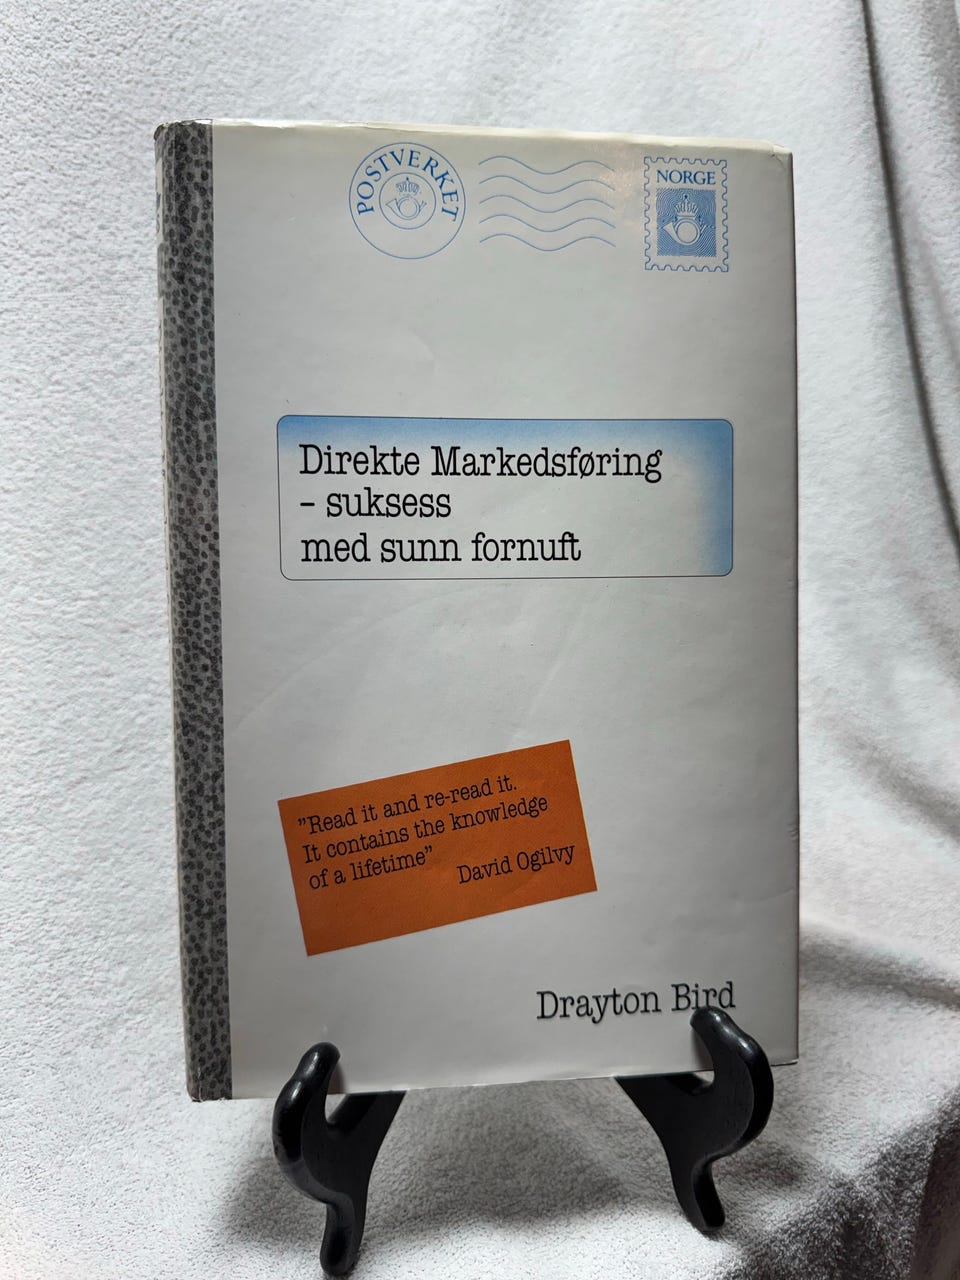 POSTVERKET
NORGE
Direkte Markedsføring
– suksess
med sunn fornuft
"Read it and re-read it.
It contains the knowledge
of a lifetime"
David Ogilvy
Drayton Bird